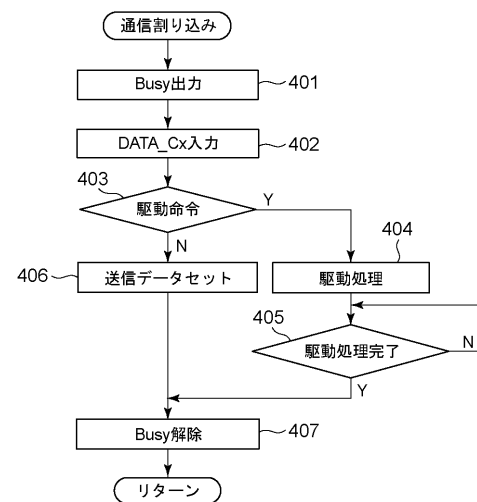 通信割り込み
Busy出力
401
DATA_Cx入力
402
403
駆動命令
Y
N
404
406
送信データセット
駆動処理
405
駆動処理完了
N
Y
Busy解除
407
リターン